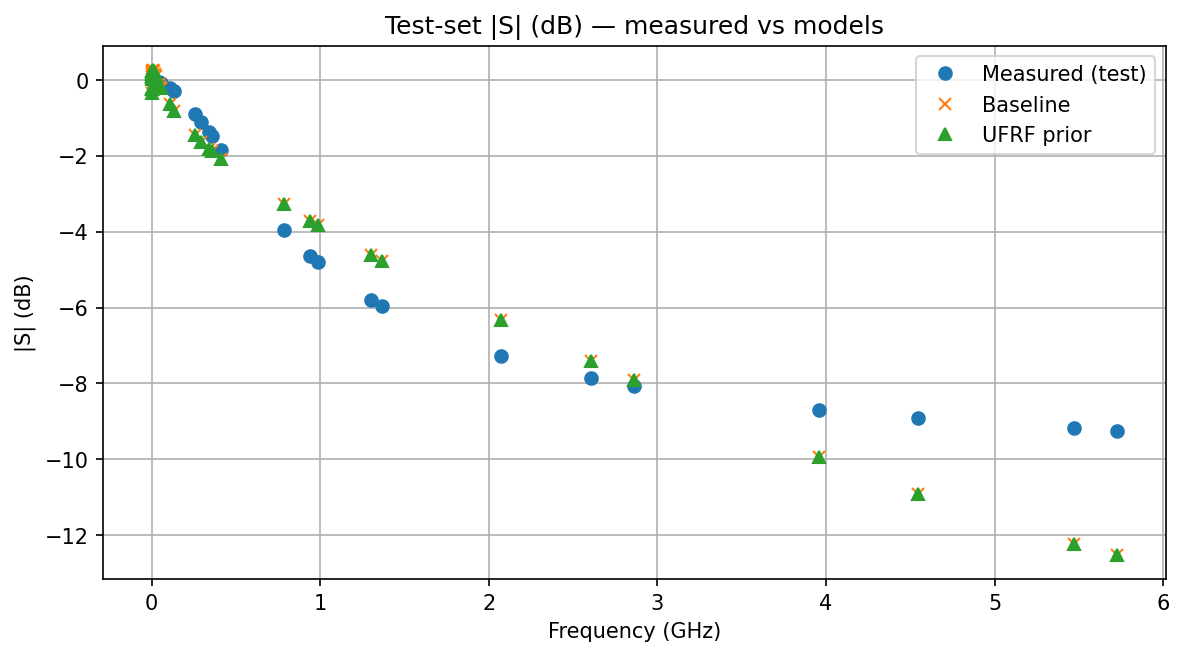 Test-set |S| (dB) — measured vs models
Measured (test)
Baseline
UFRF prior
|S| (dB)
0
−2
−4
−6
−8
−10
−12
0 1 2 3 4 5 6
Frequency (GHz)